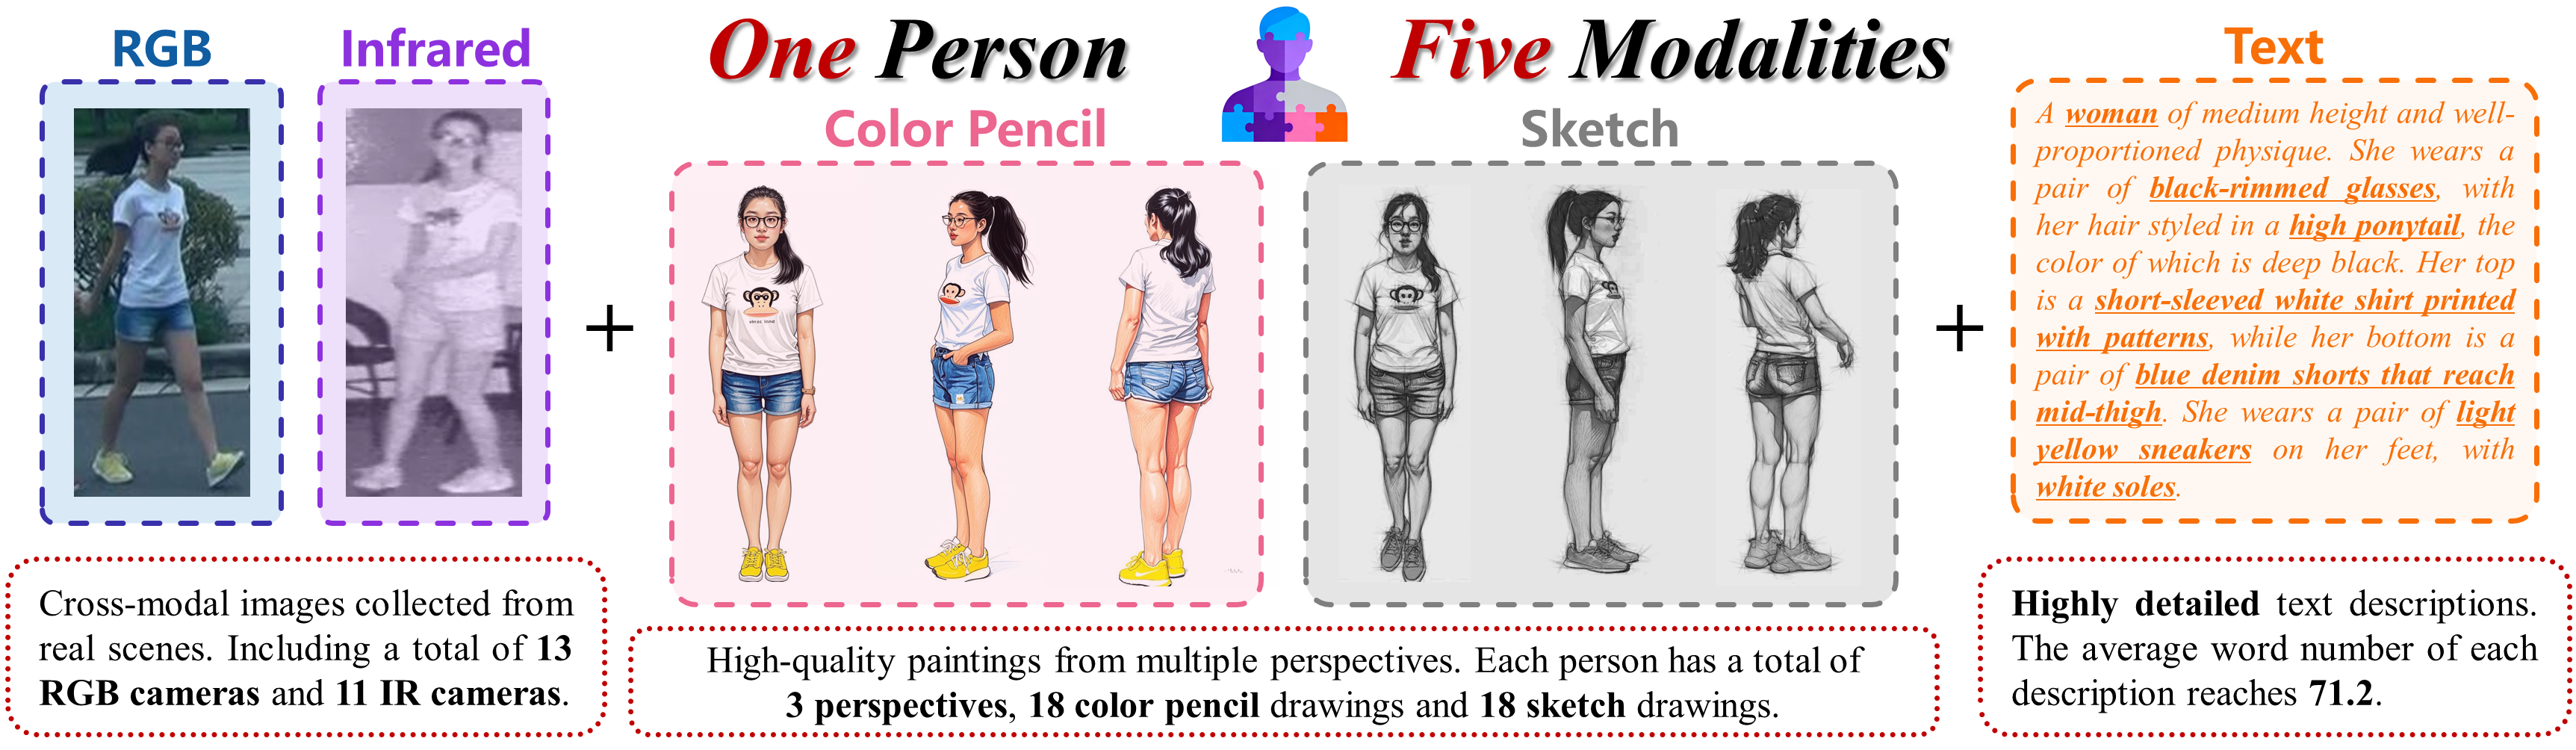 RGB
Infrared
One Person
Five Modalities
Color Pencil
Sketch
Text
A woman of medium height and well-
proportioned physique. She wears a
pair of black-rimmed glasses, with
her hair styled in a high ponytail, the
color of which is deep black. Her top
is a short-sleeved white shirt printed
with patterns, while her bottom is a
pair of blue denim shorts that reach
mid-thigh. She wears a pair of light
yellow sneakers on her feet, with
white soles.
+
+
Cross-modal images collected from
real scenes. Including a total of 13
RGB cameras and 11 IR cameras.
High-quality paintings from multiple perspectives. Each person has a total of
3 perspectives, 18 color pencil drawings and 18 sketch drawings.
Highly detailed text descriptions.
The average word number of each
description reaches 71.2.